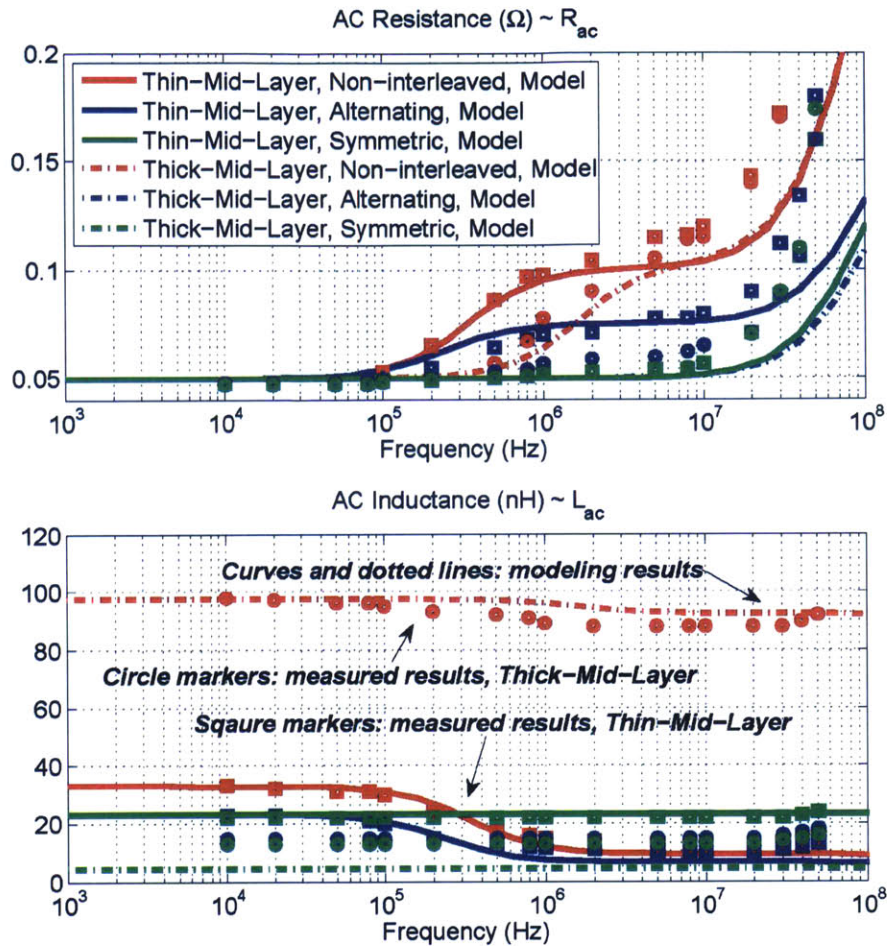 AC Resistance (Ω) ~ R_ac
0.2
0.15
0.1
0.05
Thin−Mid−Layer, Non−interleaved, Model
Thin−Mid−Layer, Alternating, Model
Thin−Mid−Layer, Symmetric, Model
Thick−Mid−Layer, Non−interleaved, Model
Thick−Mid−Layer, Alternating, Model
Thick−Mid−Layer, Symmetric, Model
10^3 10^4 10^5 10^6 10^7 10^8
Frequency (Hz)
AC Inductance (nH) ~ L_ac
120
100
80
60
40
20
0
Curves and dotted lines: modeling results
Circle markers: measured results, Thick−Mid−Layer
Sqaure markers: measured results, Thin−Mid−Layer
10^3 10^4 10^5 10^6 10^7 10^8
Frequency (Hz)